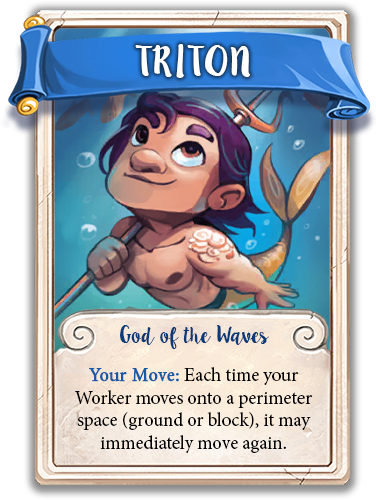 TRITON
God of the Waves
Your Move: Each time your
Worker moves onto a perimeter
space (ground or block), it may
immediately move again.